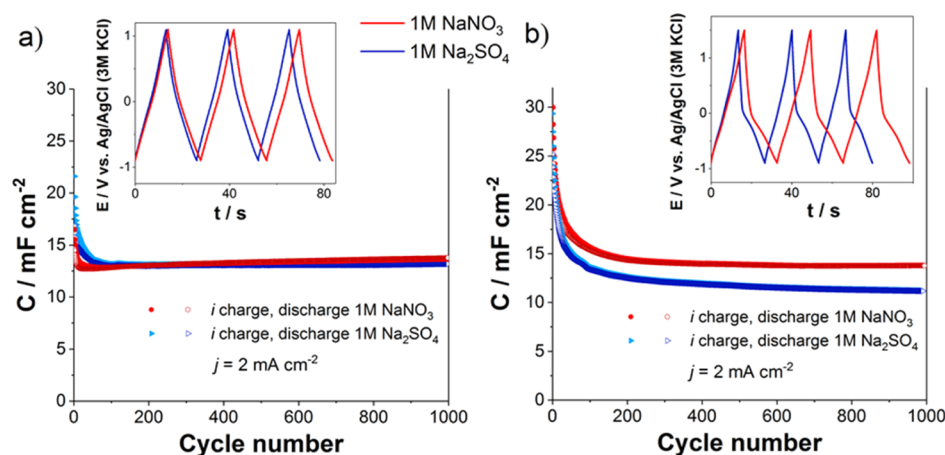 a)
1M NaNO₃
1M Na₂SO₄
b)
E / V vs. Ag/AgCl (3M KCl)
1
0
-1
0
40
80
t / s
E / V vs. Ag/AgCl (3M KCl)
1
0
-1
0
40
80
t / s
C / mF cm⁻²
25
20
15
10
5
0
i charge, discharge 1M NaNO₃
i charge, discharge 1M Na₂SO₄
j = 2 mA cm⁻²
0
200
400
600
800
1000
Cycle number
C / mF cm⁻²
30
25
20
15
10
5
0
i charge, discharge 1M NaNO₃
i charge, discharge 1M Na₂SO₄
j = 2 mA cm⁻²
0
200
400
600
800
1000
Cycle number